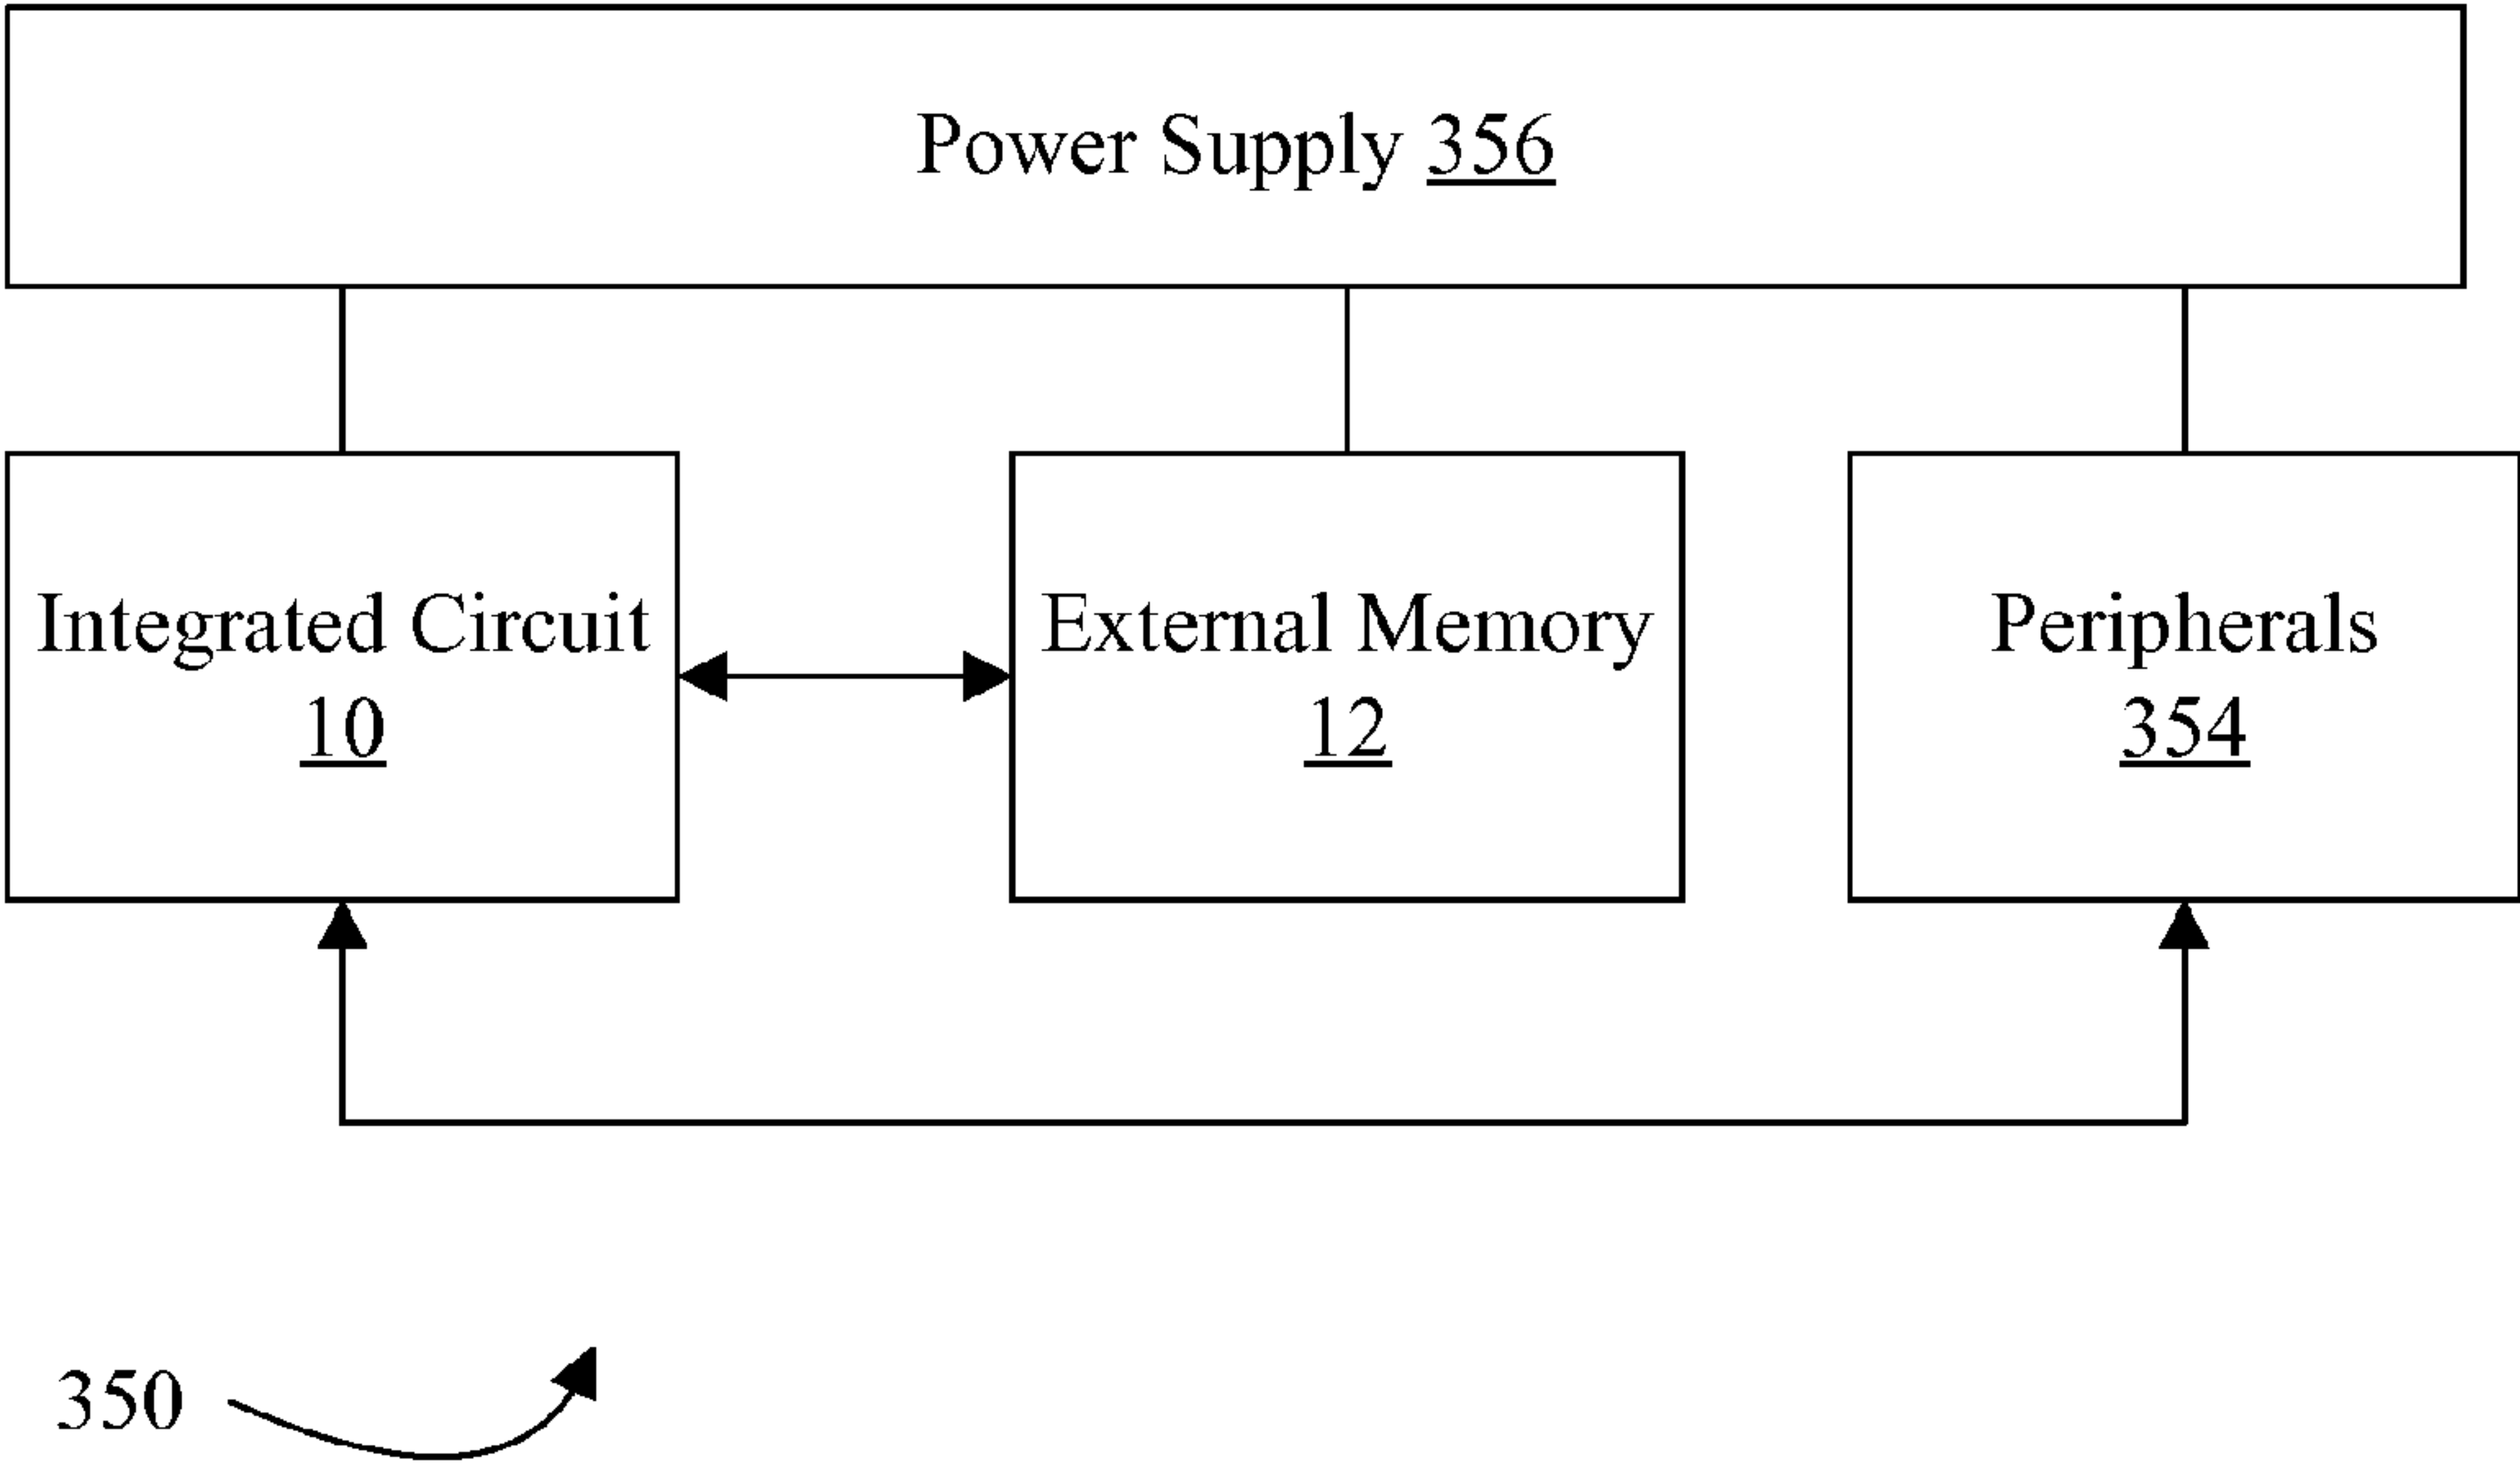 Power Supply 356
Integrated Circuit
10
External Memory
12
Peripherals
354
350